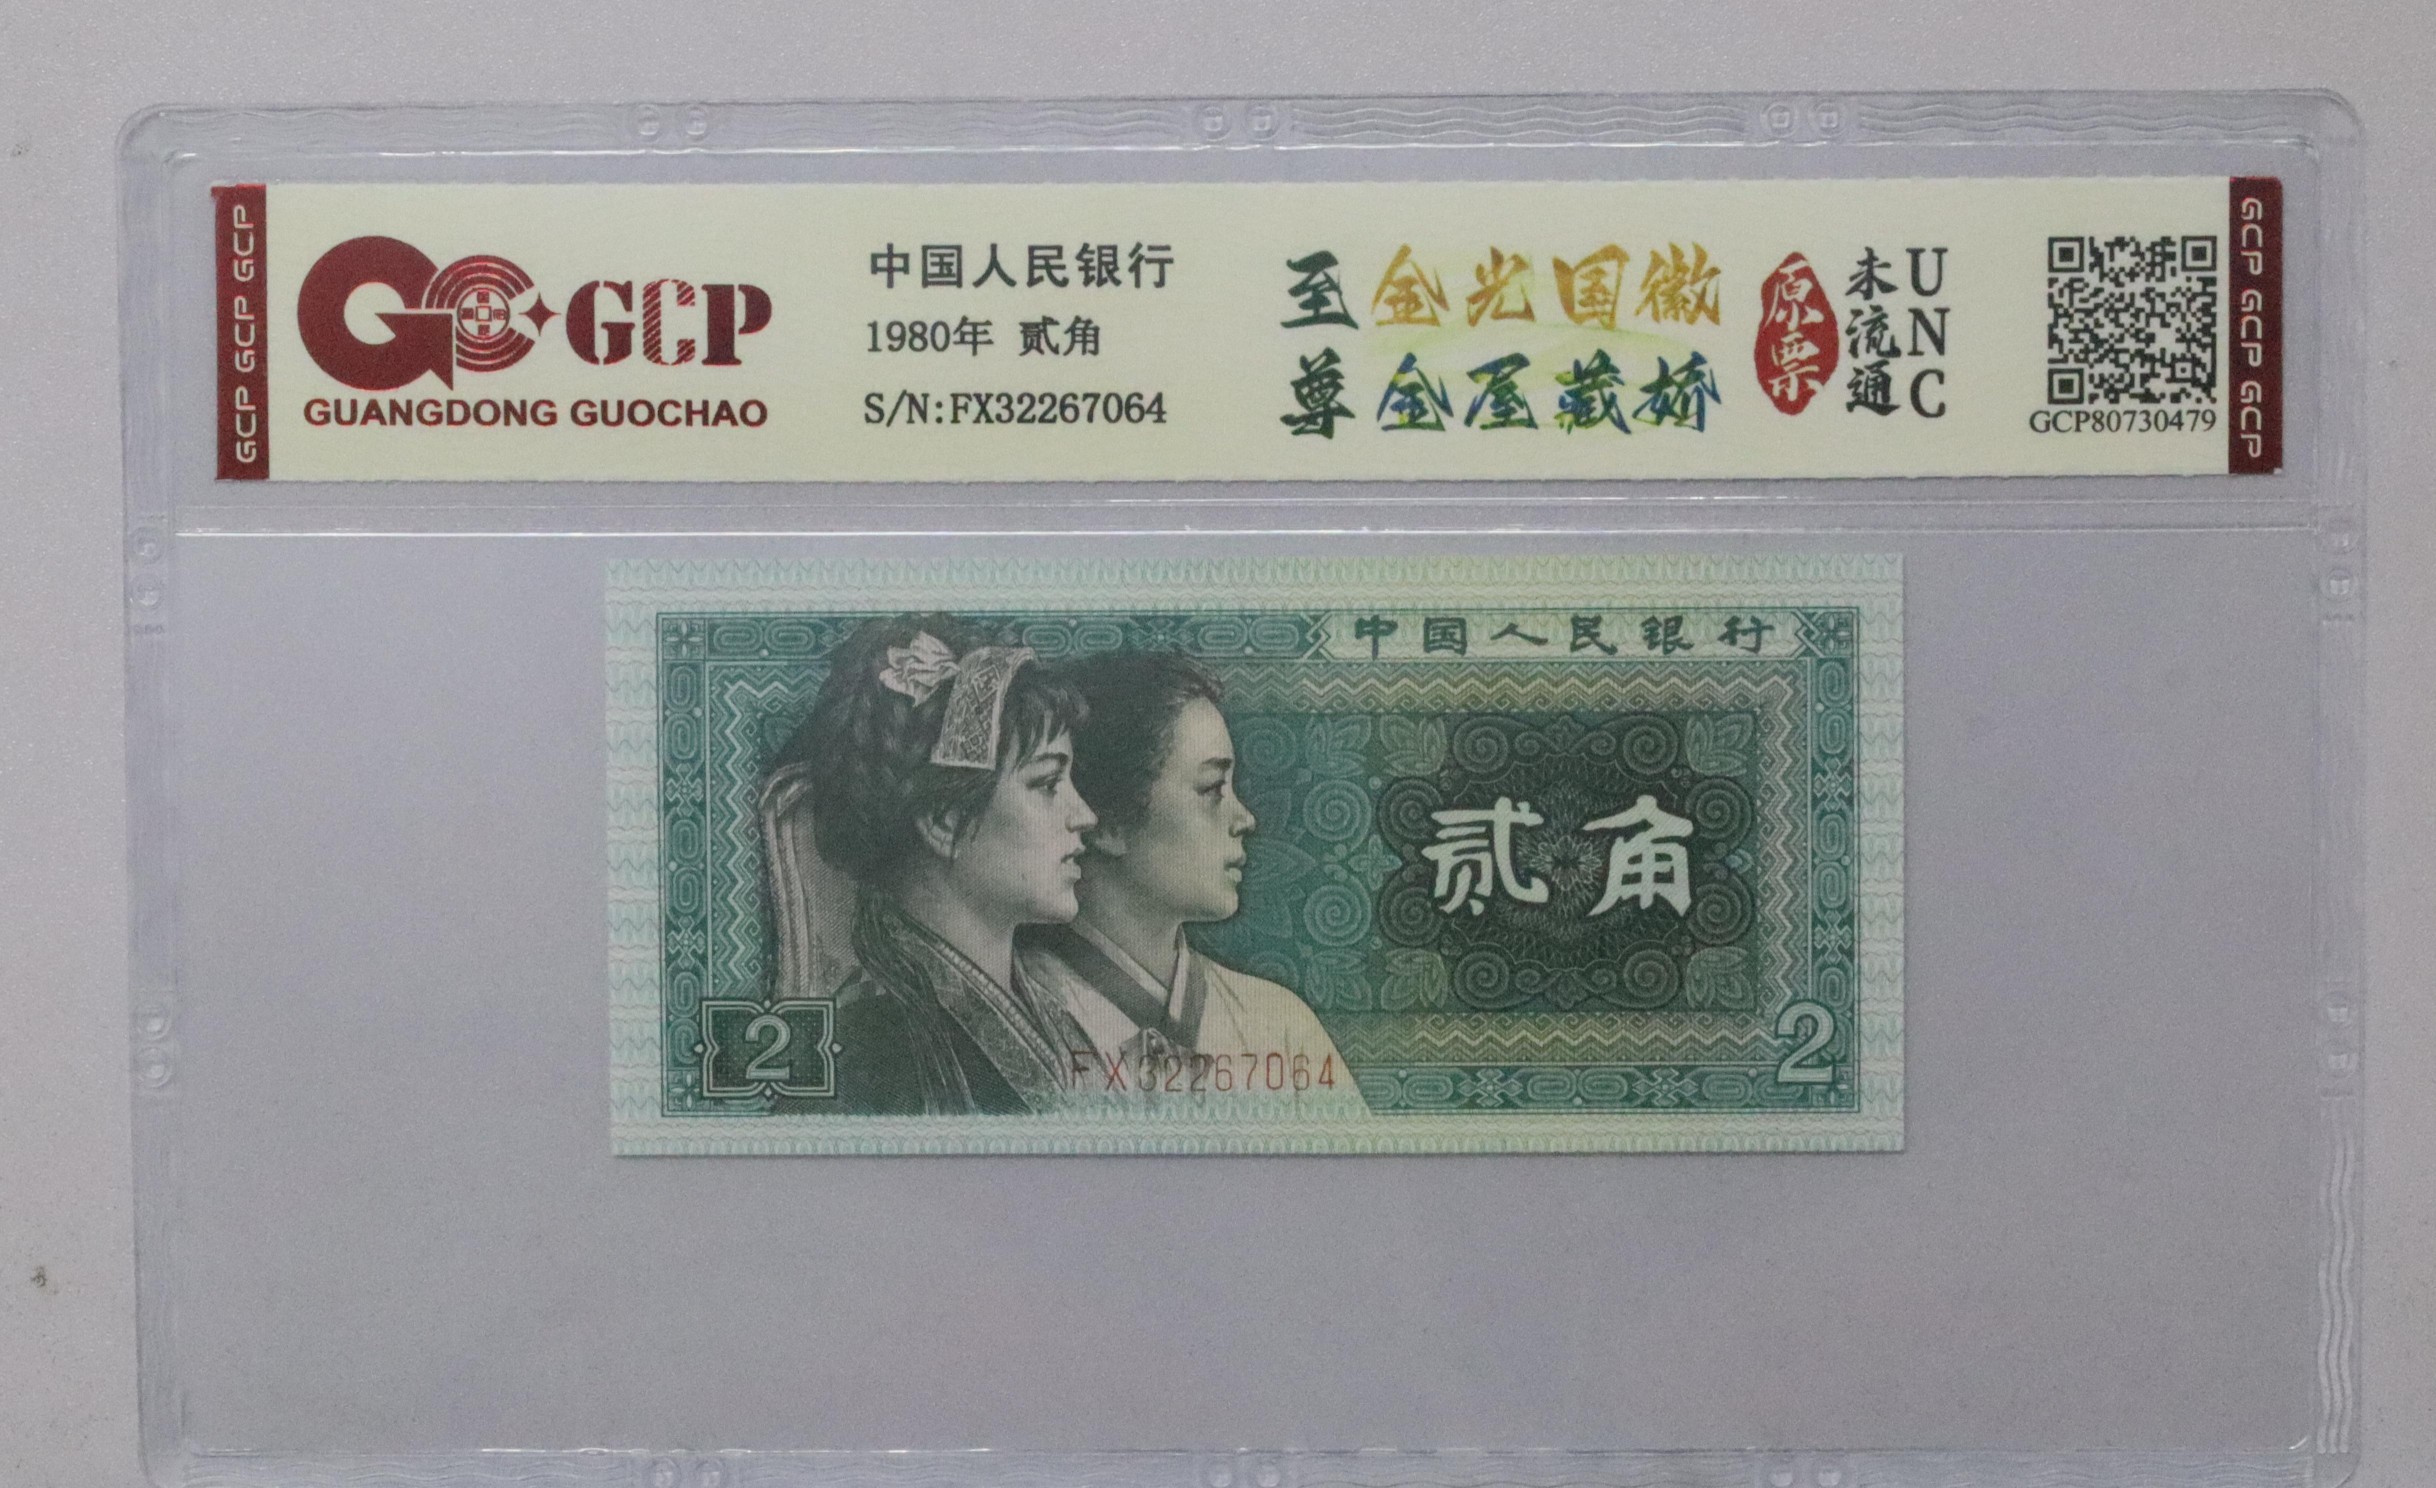 GCP GCP GCP
GCP
GUANGDONG GUOCHAO
中国人民银行
1980年 贰角
S/N:FX32267064
至尊
金光国徽
金屋藏娇
原票
未流通
UNC
GCP80730479
GCP GCP GCP
中国人民银行
贰角
2
FX32267064
2